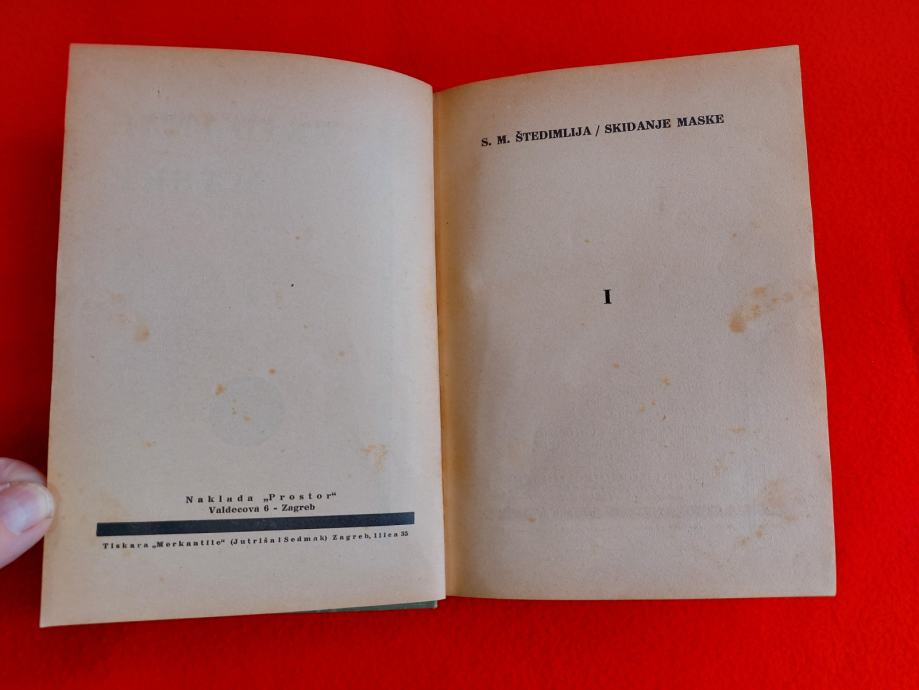 Naklada „Prostor“
Valdecova 6 - Zagreb
Tiskara „Merkantile“ (Jutriša i Sedmak) Zagreb, Ilica 35
S. M. ŠTEDIMLIJA / SKIDANJE MASKE
I